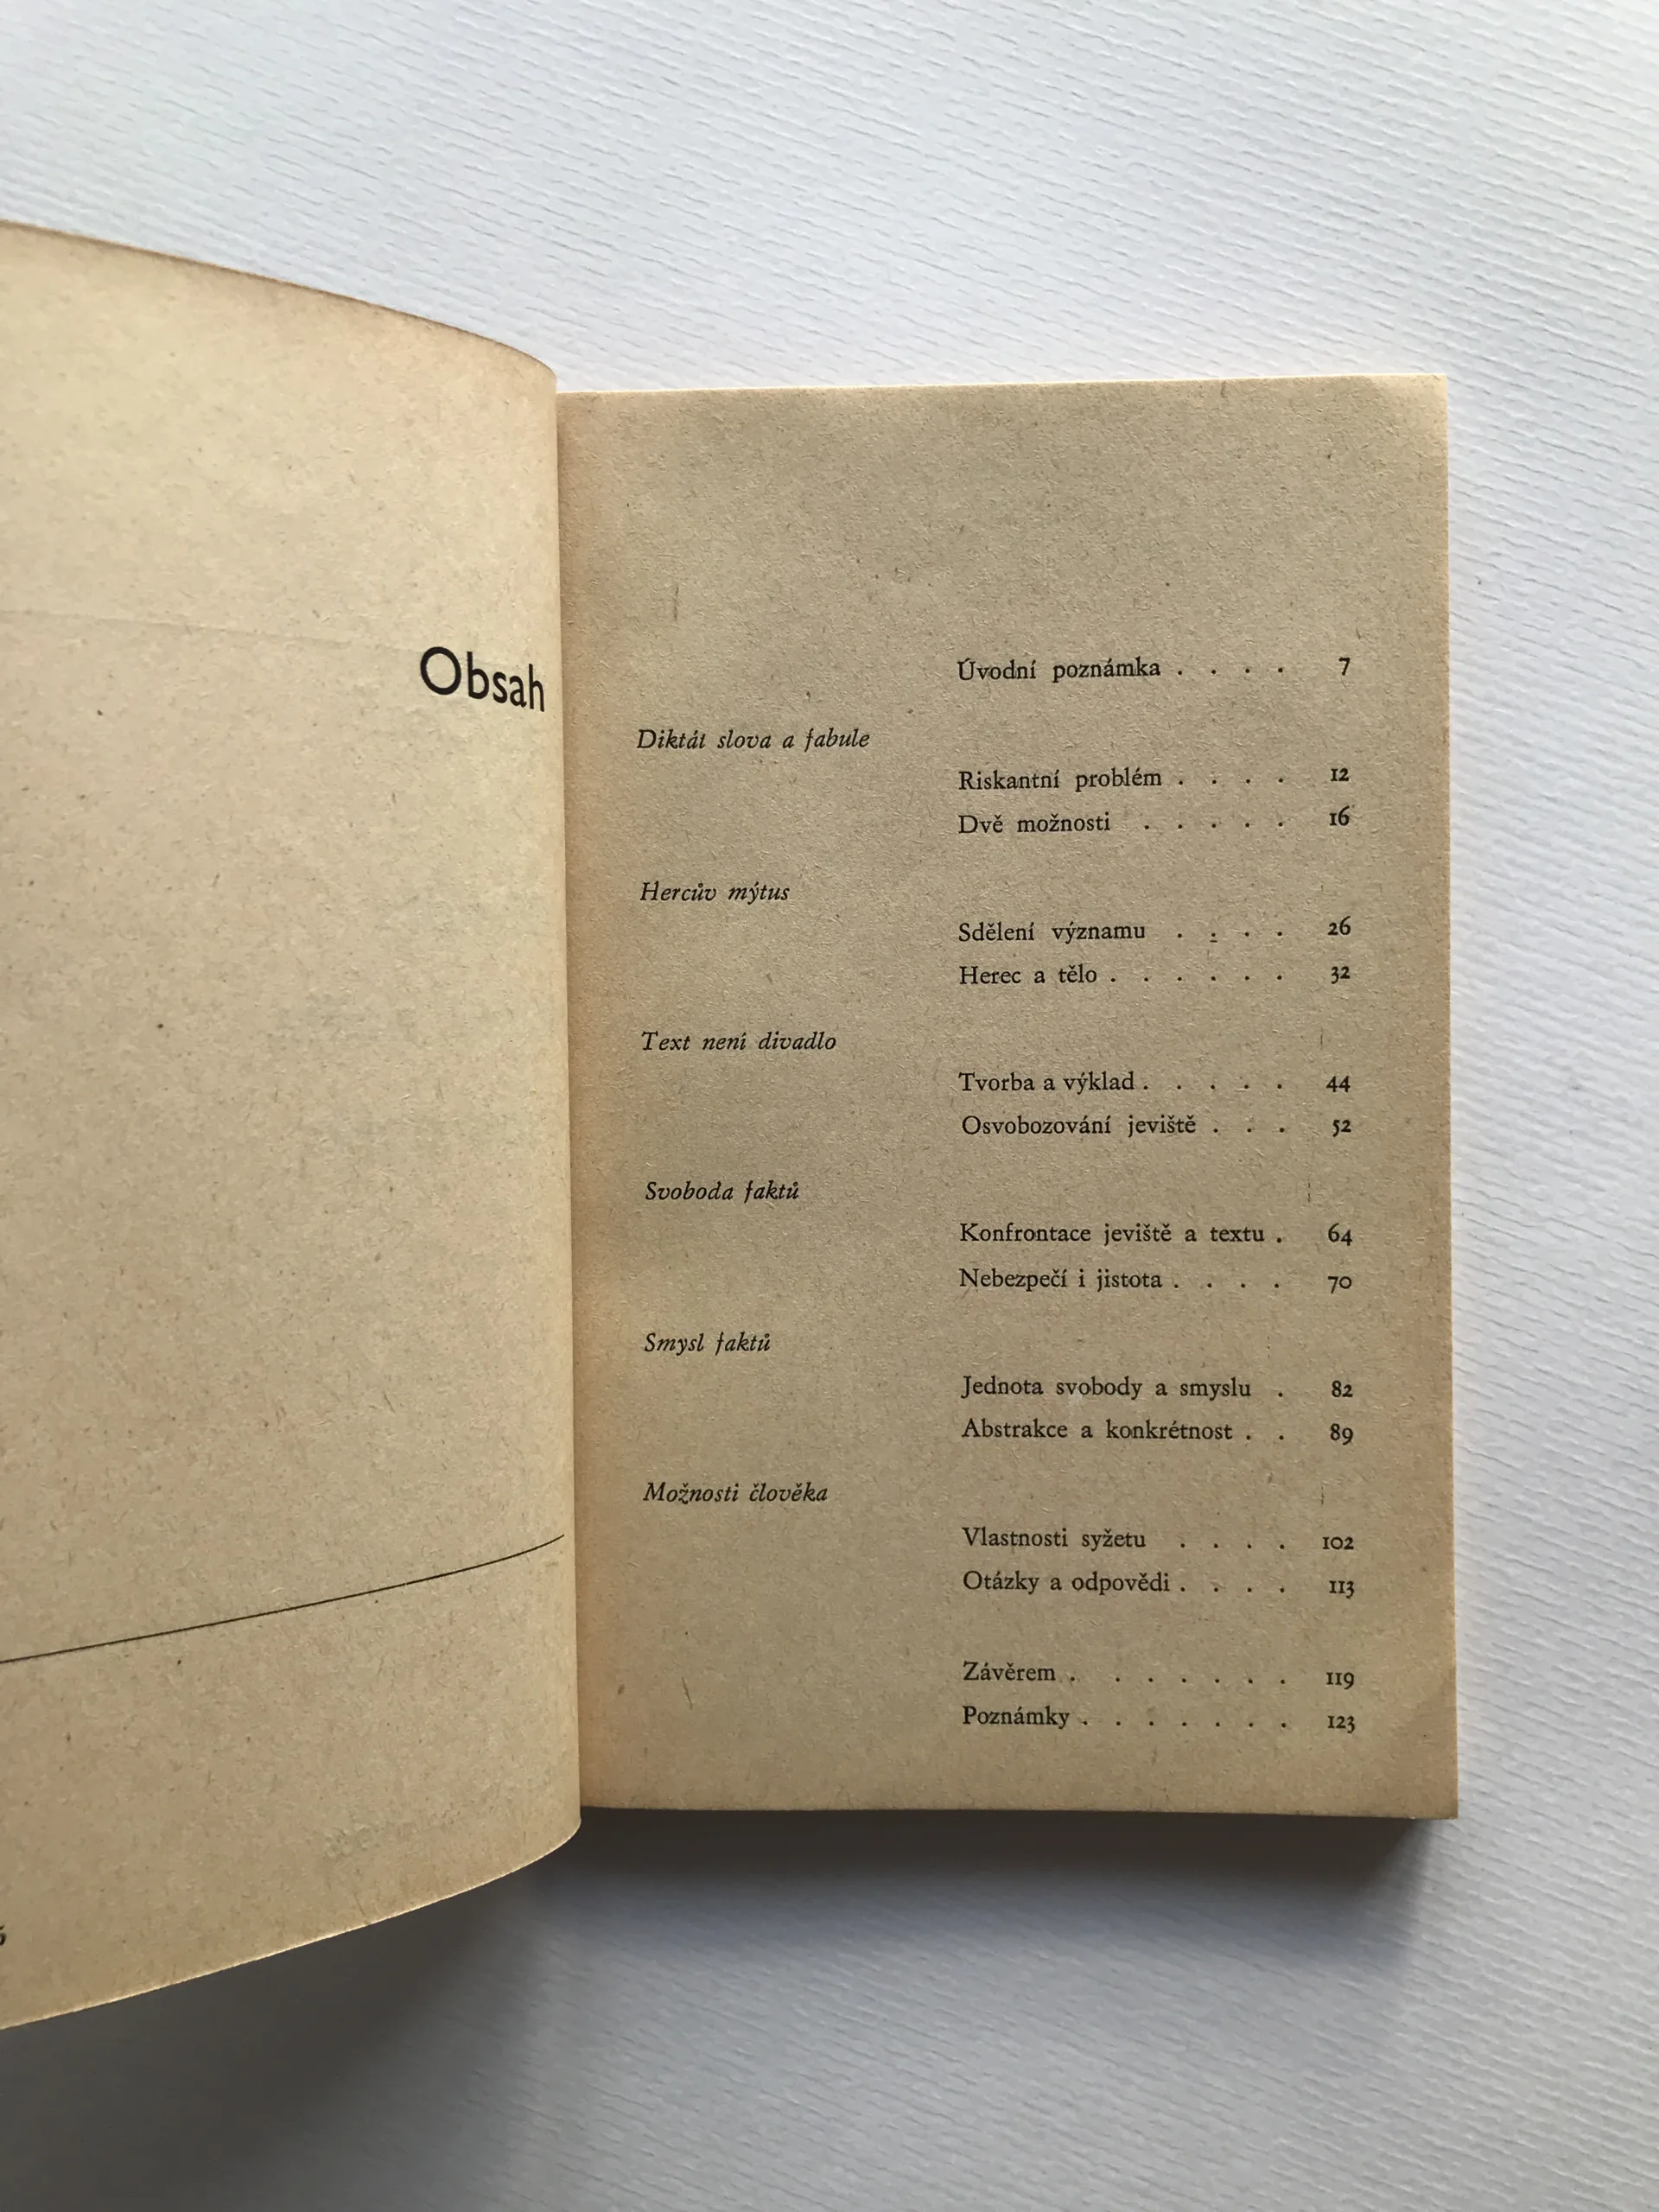 Obsah
Úvodní poznámka . . . . 7
Diktát slova a fabule
Riskantní problém . . . . 12
Dvě možnosti . . . . . 16
Hercův mýtus
Sdělení významu . . . . 26
Herec a tělo . . . . . . 32
Text není divadlo
Tvorba a výklad . . . . . 44
Osvobozování jeviště . . . 52
Svoboda faktů
Konfrontace jeviště a textu . 64
Nebezpečí i jistota . . . . 70
Smysl faktů
Jednota svobody a smyslu . 82
Abstrakce a konkrétnost . . 89
Možnosti člověka
Vlastnosti syžetu . . . . 102
Otázky a odpovědi . . . . 113
Závěrem . . . . . . . 119
Poznámky . . . . . . . 123